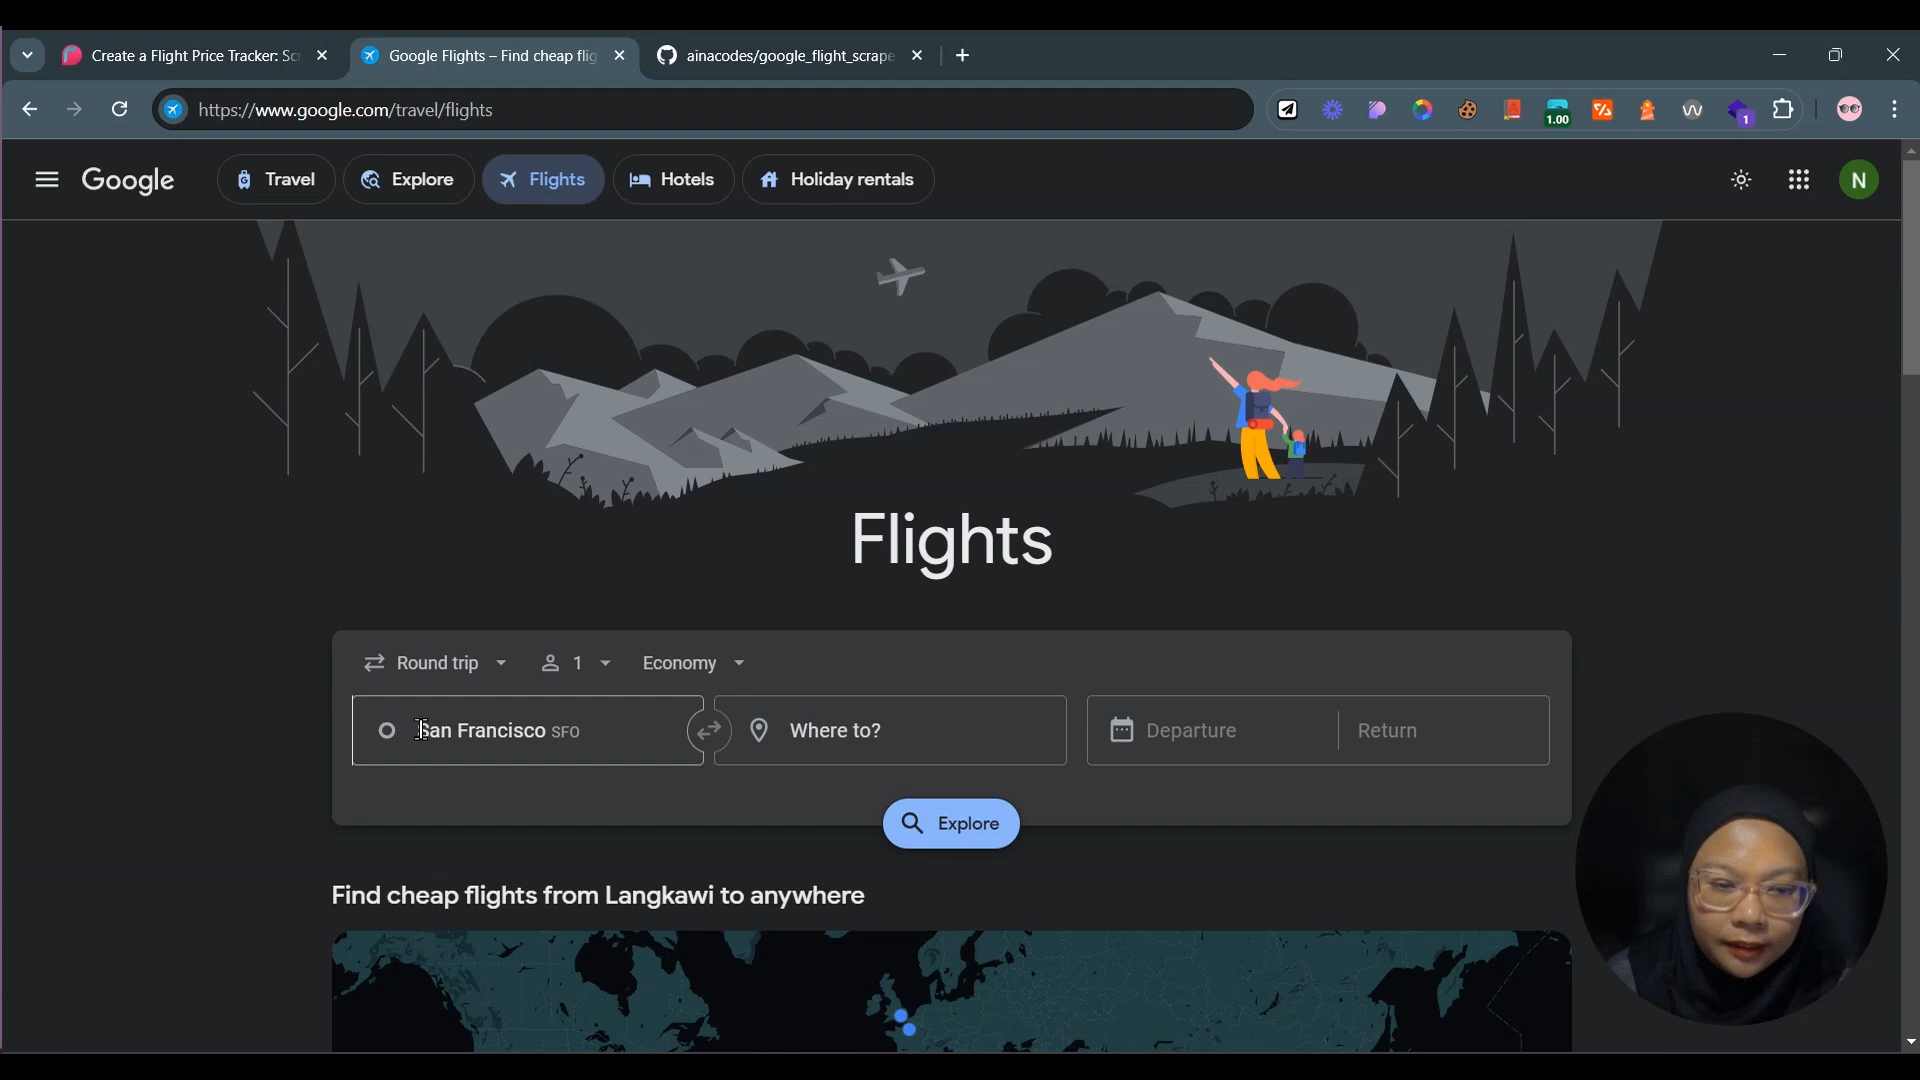 Create a Flight Price Tracker: Sc
Google Flights – Find cheap flig
ainacodes/google_flight_scrape
https://www.google.com/travel/flights
1.00
1
Google
Travel
Explore
Flights
Hotels
Holiday rentals
N
Flights
Round trip
1
Economy
San Francisco SFO
Where to?
Departure
Return
Explore
Find cheap flights from Langkawi to anywhere